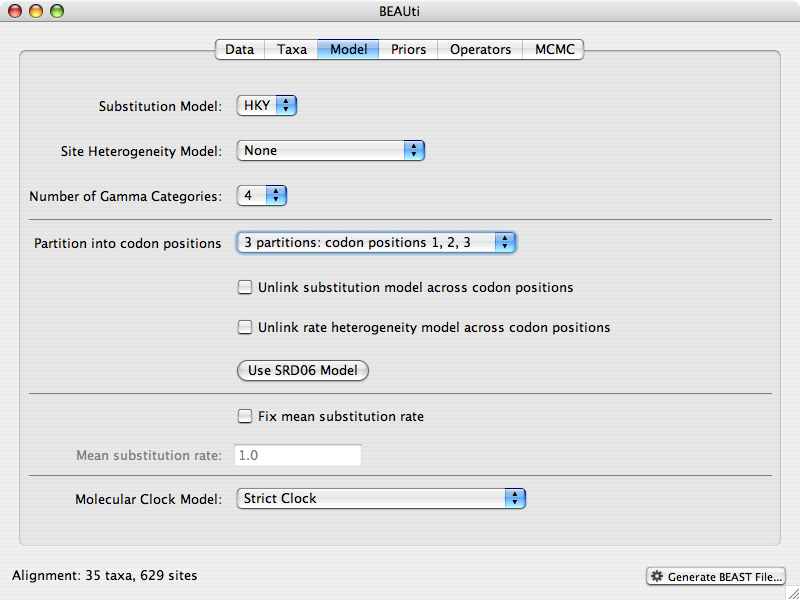 BEAUti
Data Taxa Model Priors Operators MCMC
Substitution Model: HKY
Site Heterogeneity Model: None
Number of Gamma Categories: 4
Partition into codon positions 3 partitions: codon positions 1, 2, 3
Unlink substitution model across codon positions
Unlink rate heterogeneity model across codon positions
Use SRD06 Model
Fix mean substitution rate
Mean substitution rate: 1.0
Molecular Clock Model: Strict Clock
Alignment: 35 taxa, 629 sites Generate BEAST File...